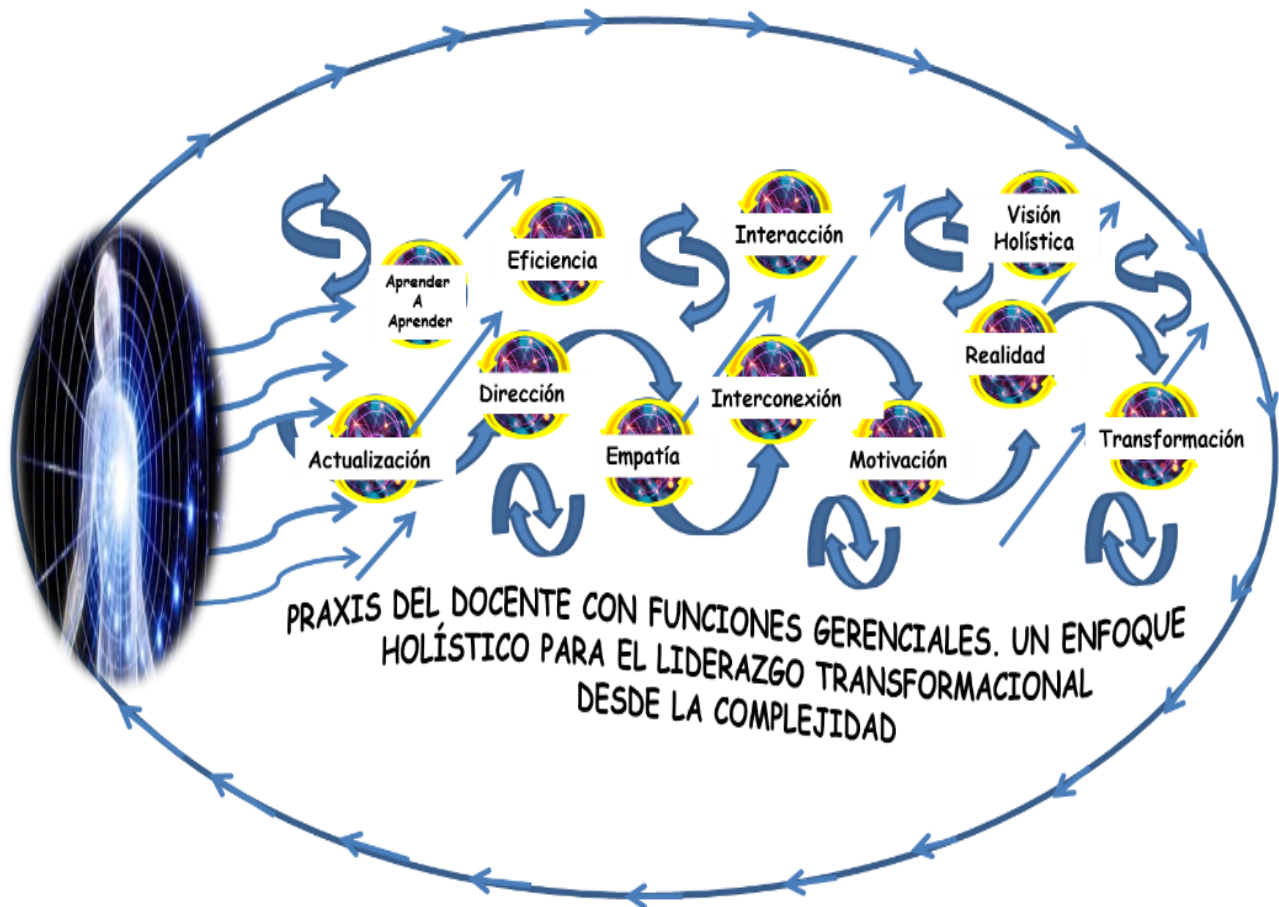 Visión
Holística
Interacción
Eficiencia
Aprender
A
Aprender
Realidad
Dirección
Interconexión
Transformación
Actualización
Empatía
Motivación
PRAXIS DEL DOCENTE CON FUNCIONES GERENCIALES. UN ENFOQUE
HOLÍSTICO PARA EL LIDERAZGO TRANSFORMACIONAL
DESDE LA COMPLEJIDAD